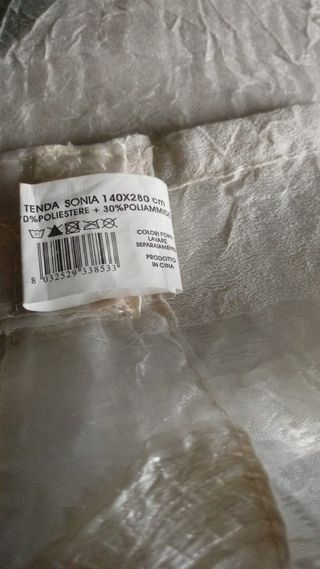 TENDA SONIA 140X280 cm
0%POLIESTERE + 30%POLIAMMIDE
COLORI FORTI
LAVARE
SEPARATAMENTE
PRODOTTO
IN CINA
8 032529 338533